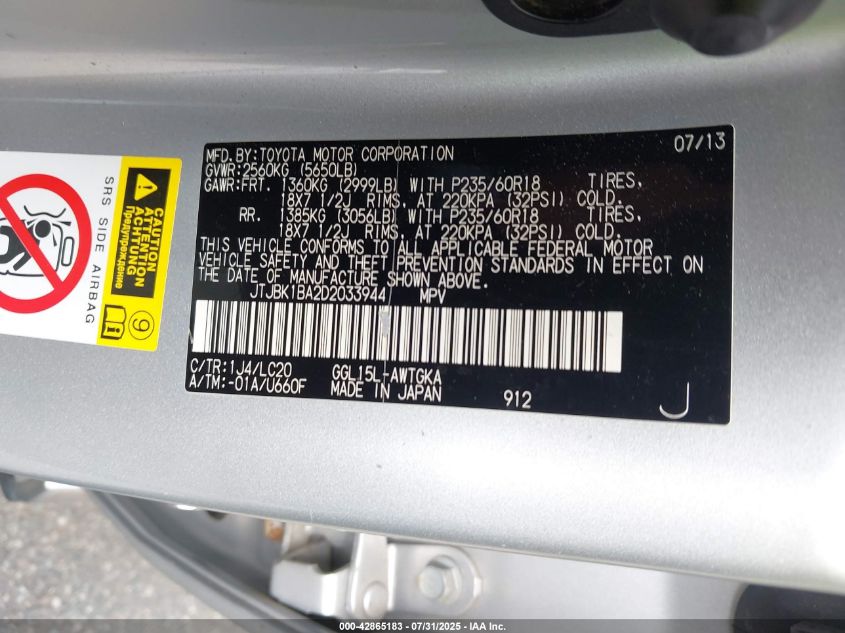 MFD.BY:TOYOTA MOTOR CORPORATION 07/13
GVWR:2560KG (5650LB)
GAWR:FRT. 1360KG (2999LB) WITH P235/60R18 TIRES,
18X7 1/2J RIMS, AT 220KPA (32PSI) COLD.
RR. 1385KG (3056LB) WITH P235/60R18 TIRES,
18X7 1/2J RIMS, AT 220KPA (32PSI) COLD.
THIS VEHICLE CONFORMS TO ALL APPLICABLE FEDERAL MOTOR
VEHICLE SAFETY AND THEFT PREVENTION STANDARDS IN EFFECT ON
THE DATE OF MANUFACTURE SHOWN ABOVE.
JTJBK1BA2D2033944 MPV
C/TR:1J4/LC20 GGL15L-AWTGKA
A/TM:-01A/U660F MADE IN JAPAN
912
J
SRS SIDE AIRBAG
CAUTION
ATTENTION
Предупреждение
9
000-42865183 - 07/31/2025 - IAA Inc.